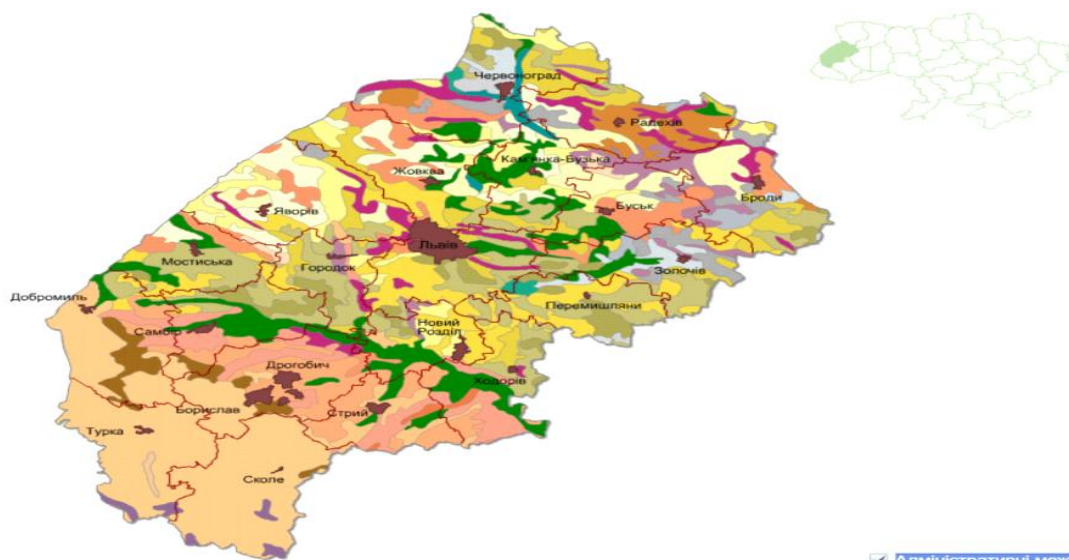 Червоноград
Радехів
Кам'янка-Бузька
Жовква
Броди
Яворів
Буськ
Львів
Мостиська
Городок
Золочів
Добромиль
Перемишляни
Самбір
Новий
Розділ
Дрогобич
Ходорів
Борислав
Стрий
Турка
Сколе